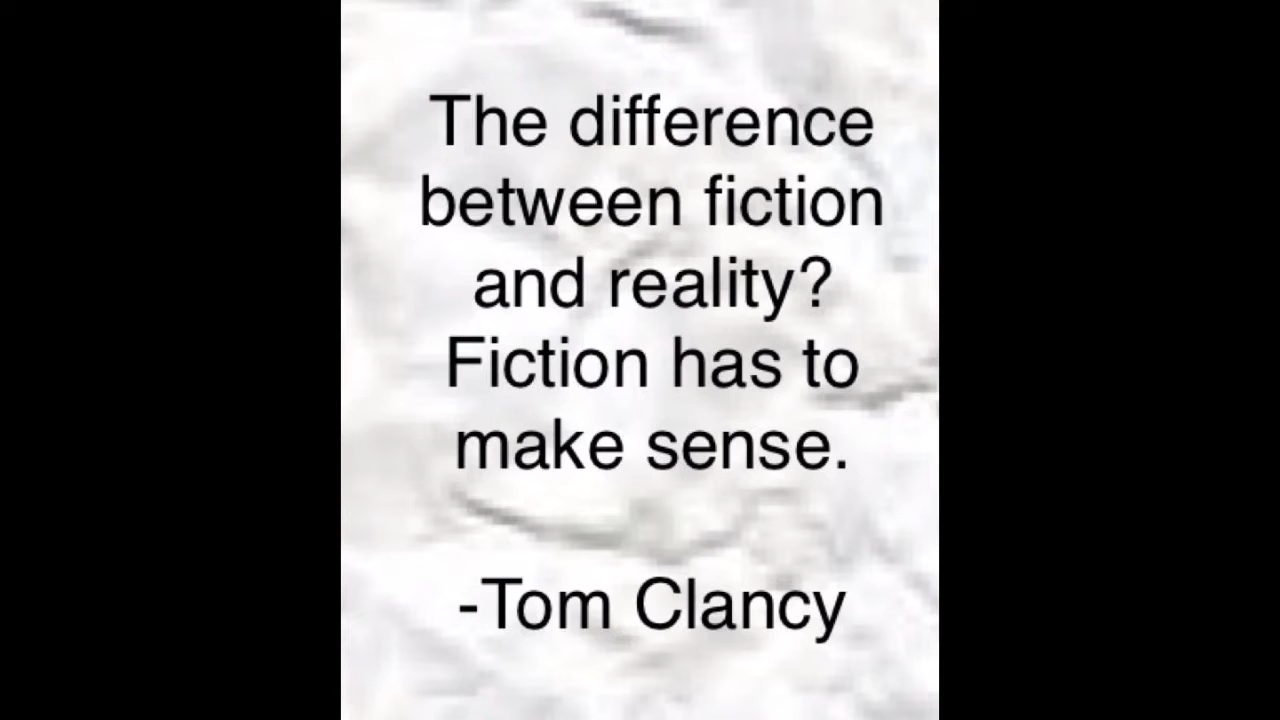 The difference
between fiction
and reality?
Fiction has to
make sense.
-Tom Clancy